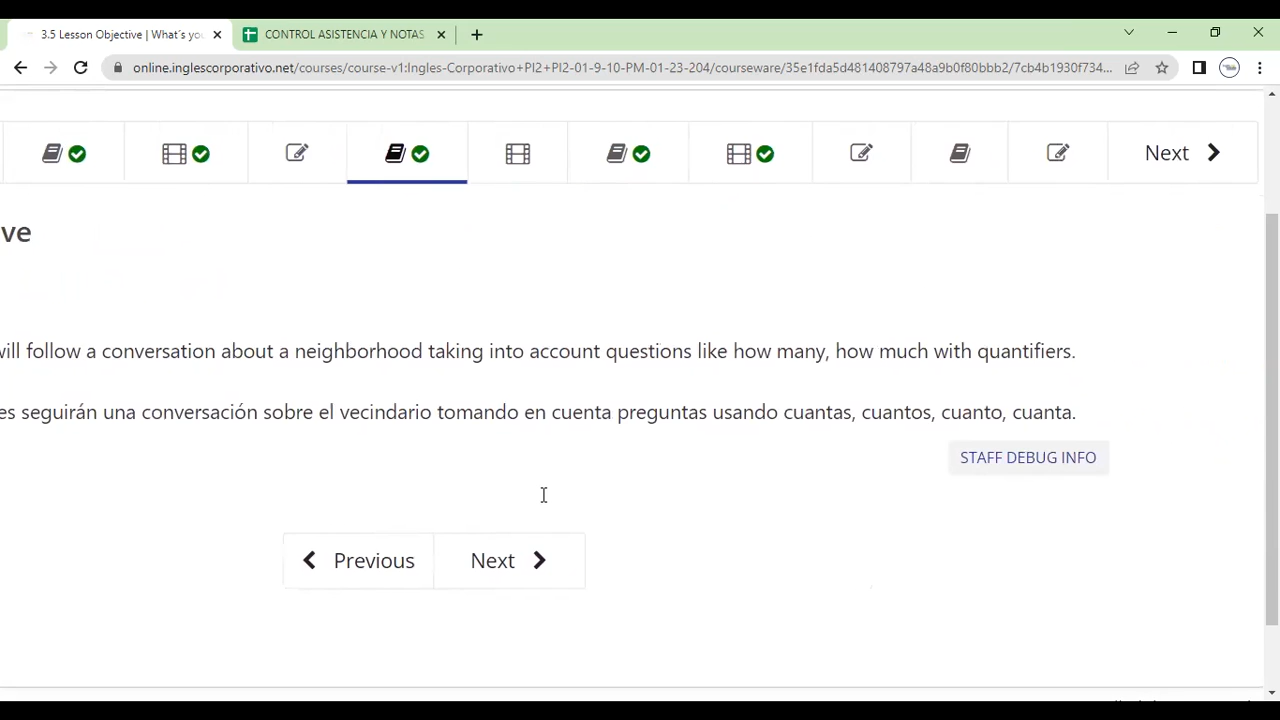 3.5 Lesson Objective | What´s you
CONTROL ASISTENCIA Y NOTAS
online.inglescorporativo.net/courses/course-v1:Ingles-Corporativo+PI2+PI2-01-9-10-PM-01-23-204/courseware/35e1fda5d481408797a48a9b0f80bbb2/7cb4b1930f734...
Next
ve
will follow a conversation about a neighborhood taking into account questions like how many, how much with quantifiers.
es seguirán una conversación sobre el vecindario tomando en cuenta preguntas usando cuantas, cuantos, cuanto, cuanta.
STAFF DEBUG INFO
Previous
Next